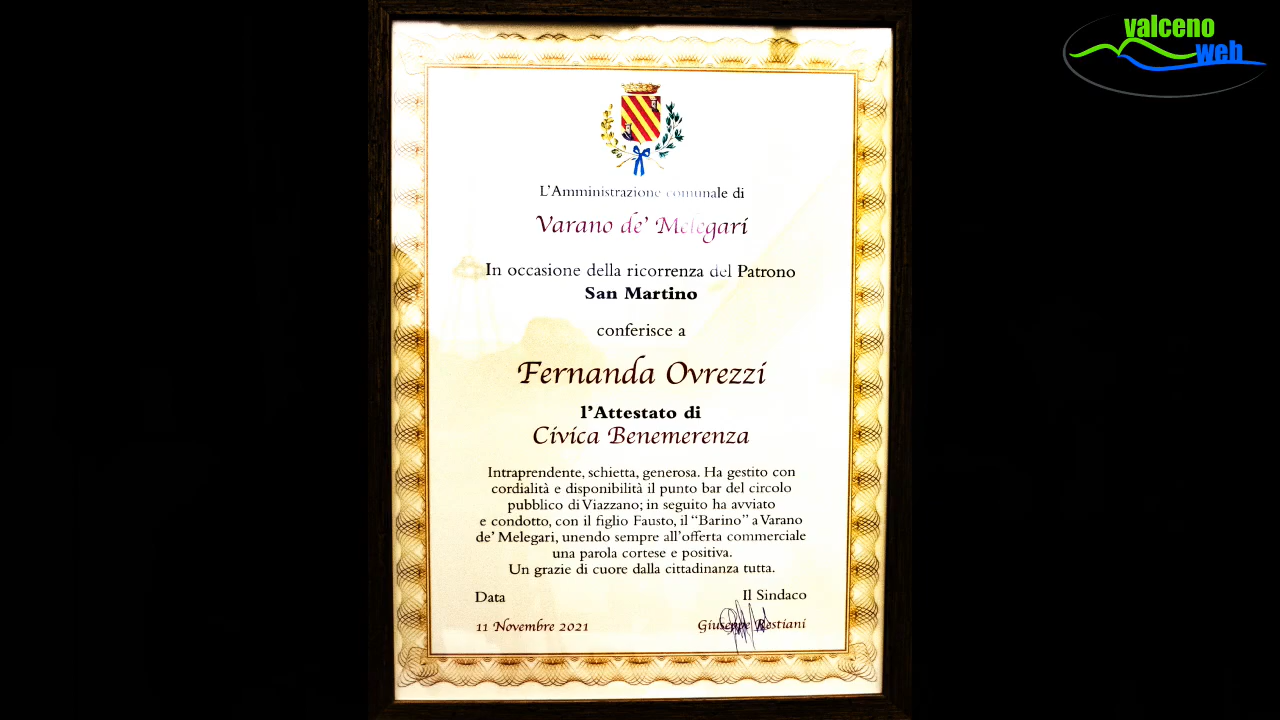 valceno
web
L'Amministrazione comunale di
Varano de' Melegari
In occasione della ricorrenza del Patrono
San Martino
conferisce a
Fernanda Ovrezzi
l'Attestato di
Civica Benemerenza
Intraprendente, schietta, generosa. Ha gestito con
cordialità e disponibilità il punto bar del circolo
pubblico di Viazzano; in seguito ha avviato
e condotto, con il figlio Fausto, il "Barino" a Varano
de' Melegari, unendo sempre all'offerta commerciale
una parola cortese e positiva.
Un grazie di cuore dalla cittadinanza tutta.
Data
Il Sindaco
11 Novembre 2021
Giuseppe Restiani